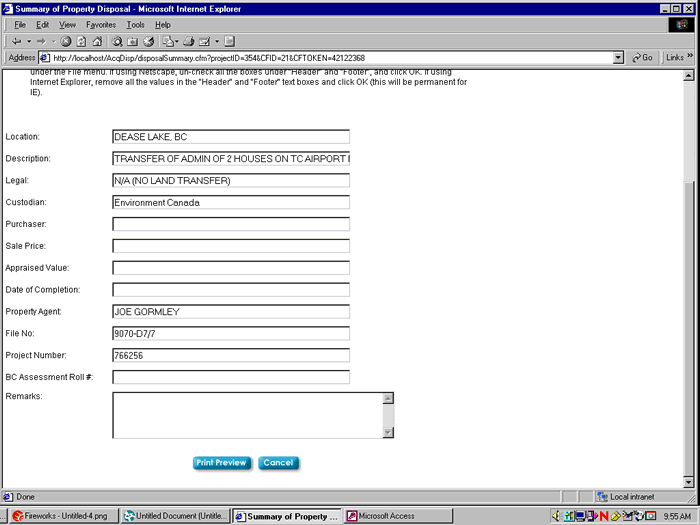 Summary of Property Disposal - Microsoft Internet Explorer
File Edit View Favorites Tools Help
Address http://localhost/AcqDisp/disposalSummary.cfm?projectID=354&CFID=21&CFTOKEN=42122368 Go Links »
under the File menu. If using Netscape, un-check all the boxes under "Header" and "Footer", and click OK. If using
Internet Explorer, remove all the values in the "Header" and "Footer" text boxes and click OK (this will be permanent for
IE).
Location: DEASE LAKE, BC
Description: TRANSFER OF ADMIN OF 2 HOUSES ON TC AIRPORT
Legal: N/A (NO LAND TRANSFER)
Custodian: Environment Canada
Purchaser:
Sale Price:
Appraised Value:
Date of Completion:
Property Agent: JOE GORMLEY
File No: 9070-D7/7
Project Number: 766256
BC Assessment Roll #:
Remarks:
Print Preview Cancel
Done Local intranet
Fireworks - Untitled-4.png Untitled Document (Untitle... Summary of Property ... Microsoft Access 9:55 AM